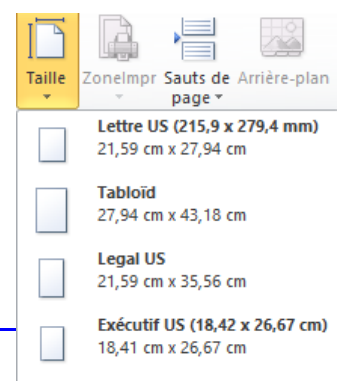 Taille ZoneImpr Sauts de page Arrière-plan
Lettre US (215,9 x 279,4 mm)
21,59 cm x 27,94 cm
Tabloïd
27,94 cm x 43,18 cm
Legal US
21,59 cm x 35,56 cm
Exécutif US (18,42 x 26,67 cm)
18,41 cm x 26,67 cm